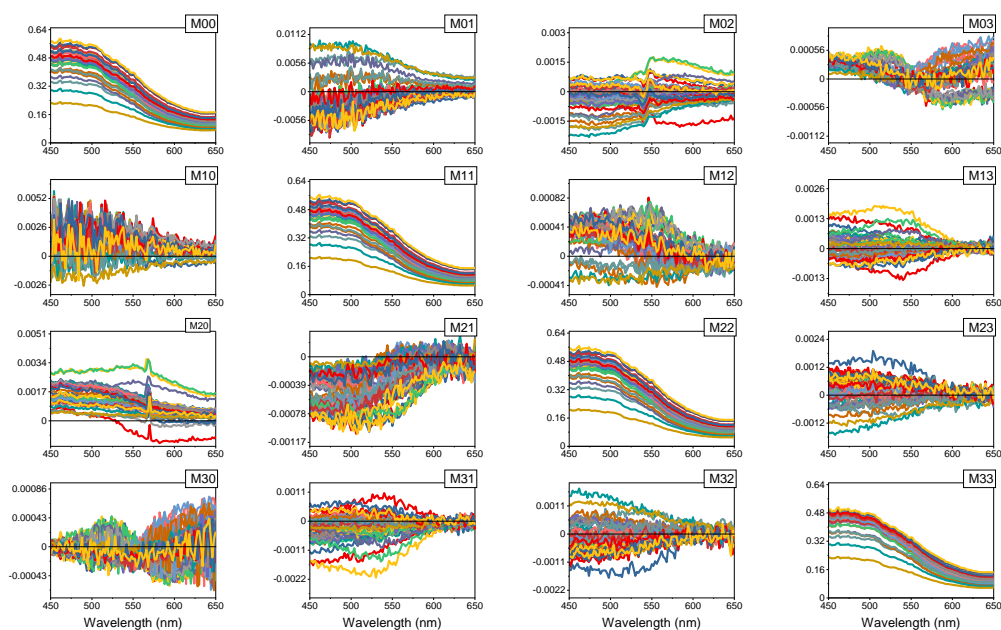 M00
0.64
0.48
0.32
0.16
0
450 500 550 600 650
M01
0.0112
0.0056
0
-0.0056
450 500 550 600 650
M02
0.003
0.0015
0
-0.0015
450 500 550 600 650
M03
0.00056
0
-0.00056
-0.00112
450 500 550 600 650
M10
0.0052
0.0026
0
-0.0026
450 500 550 600 650
M11
0.64
0.48
0.32
0.16
0
450 500 550 600 650
M12
0.00082
0.00041
0
-0.00041
450 500 550 600 650
M13
0.0026
0.0013
0
-0.0013
450 500 550 600 650
M20
0.0051
0.0034
0.0017
0
450 500 550 600 650
M21
0
-0.00039
-0.00078
-0.00117
450 500 550 600 650
M22
0.64
0.48
0.32
0.16
0
450 500 550 600 650
M23
0.0024
0.0012
0
-0.0012
450 500 550 600 650
M30
0.00086
0.00043
0
-0.00043
450 500 550 600 650
Wavelength (nm)
M31
0.0011
0
-0.0011
-0.0022
450 500 550 600 650
Wavelength (nm)
M32
0.0011
0
-0.0011
-0.0022
450 500 550 600 650
Wavelength (nm)
M33
0.64
0.48
0.32
0.16
0
450 500 550 600 650
Wavelength (nm)